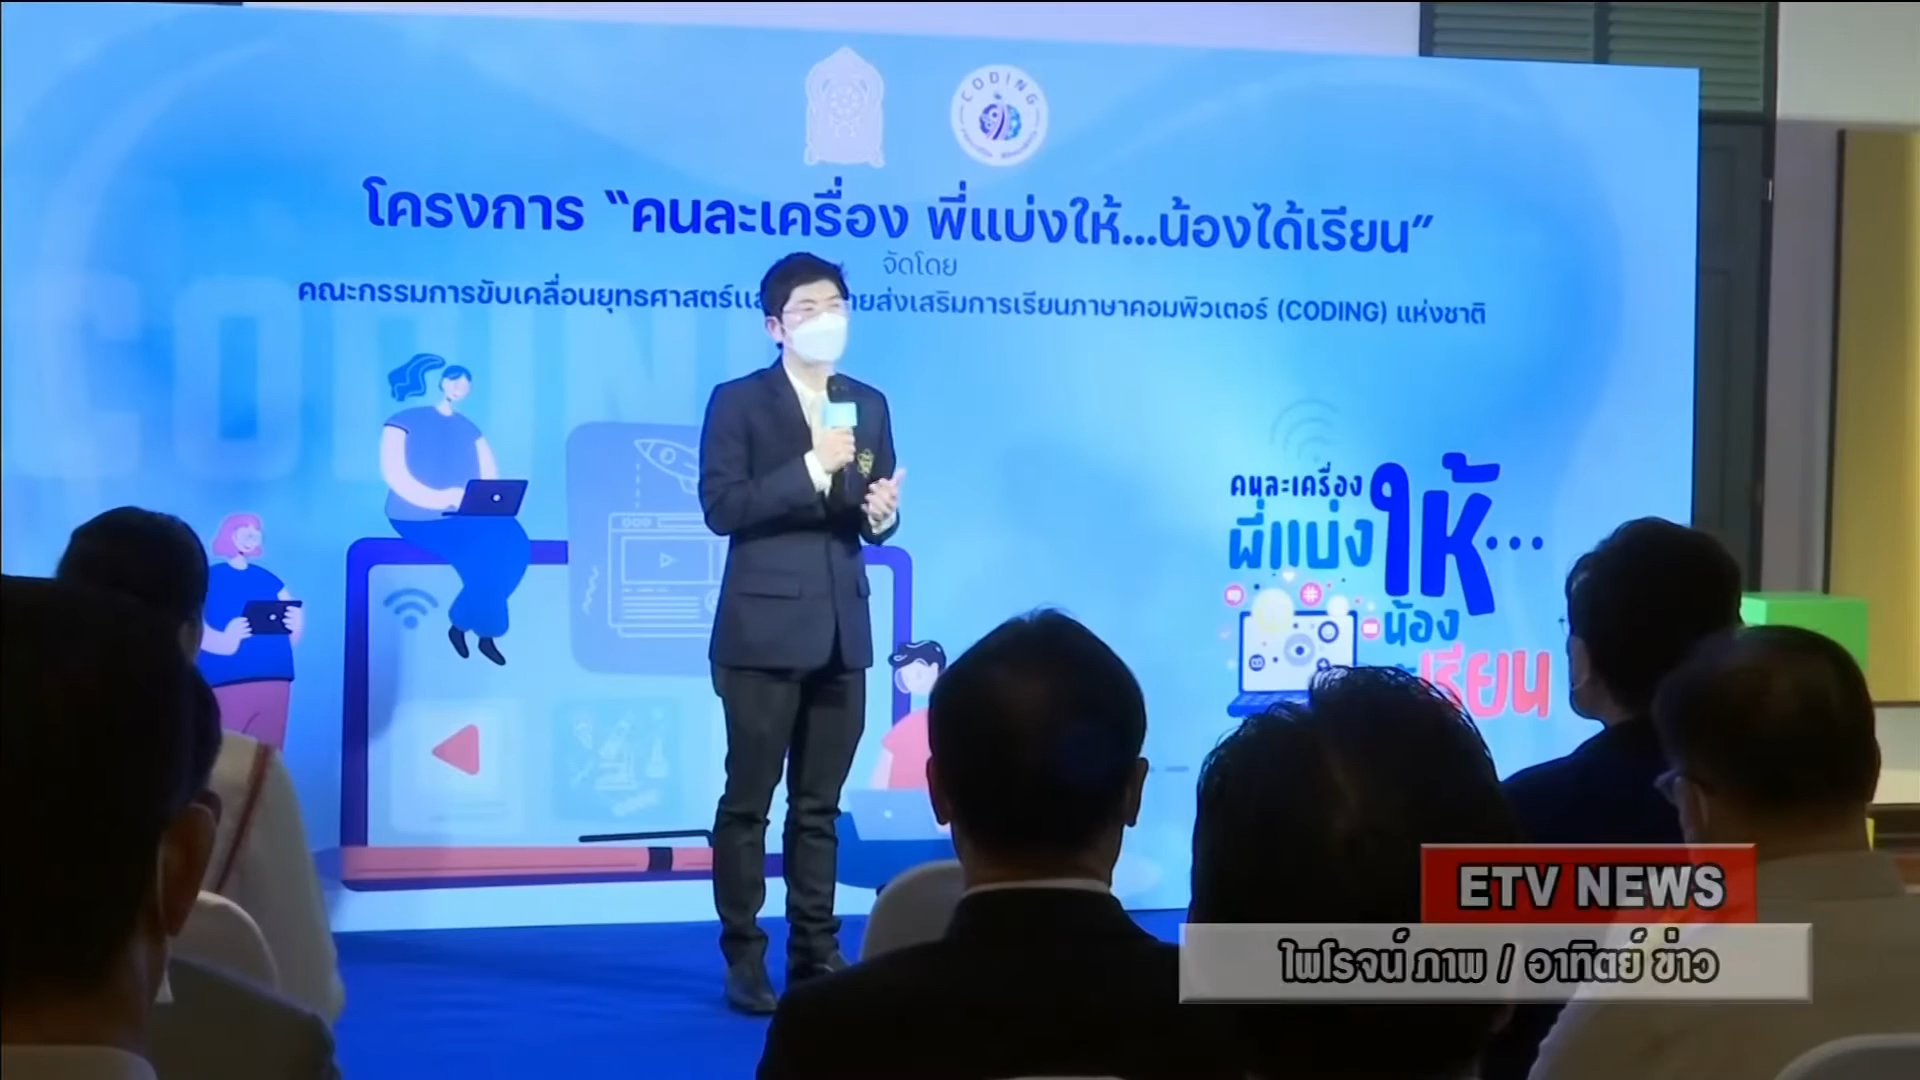 CODING
โครงการ “คนละเครื่อง พี่แบ่งให้...น้องได้เรียน”
จัดโดย
คณะกรรมการขับเคลื่อนยุทธศาสตร์และ ายส่งเสริมการเรียนภาษาคอมพิวเตอร์ (CODING) แห่งชาติ
CODIN
คนละเครื่อง
พี่แบ่งให้...
น้อง
เรียน
ETV NEWS
ไพโรจน์ ภาพ / อาทิตย์ ข่าว